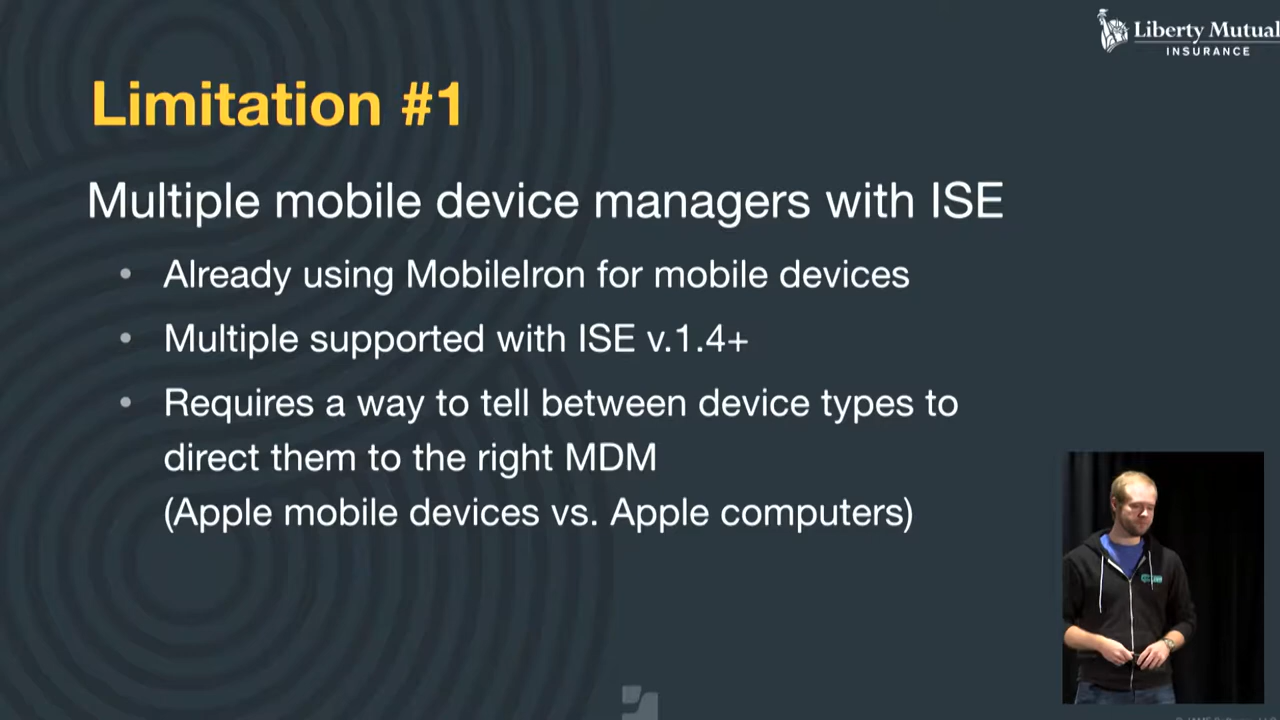 Liberty Mutual
INSURANCE
Limitation #1
Multiple mobile device managers with ISE
• Already using MobileIron for mobile devices
• Multiple supported with ISE v.1.4+
• Requires a way to tell between device types to
direct them to the right MDM
(Apple mobile devices vs. Apple computers)